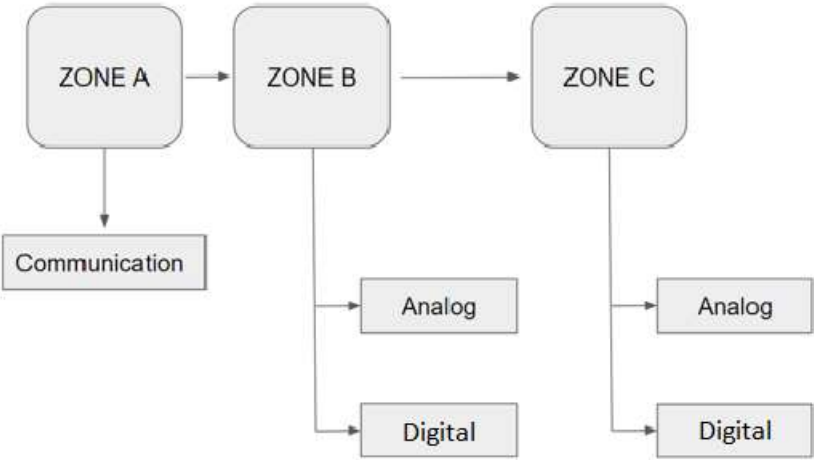 ZONE A
ZONE B
ZONE C
Communication
Analog
Analog
Digital
Digital